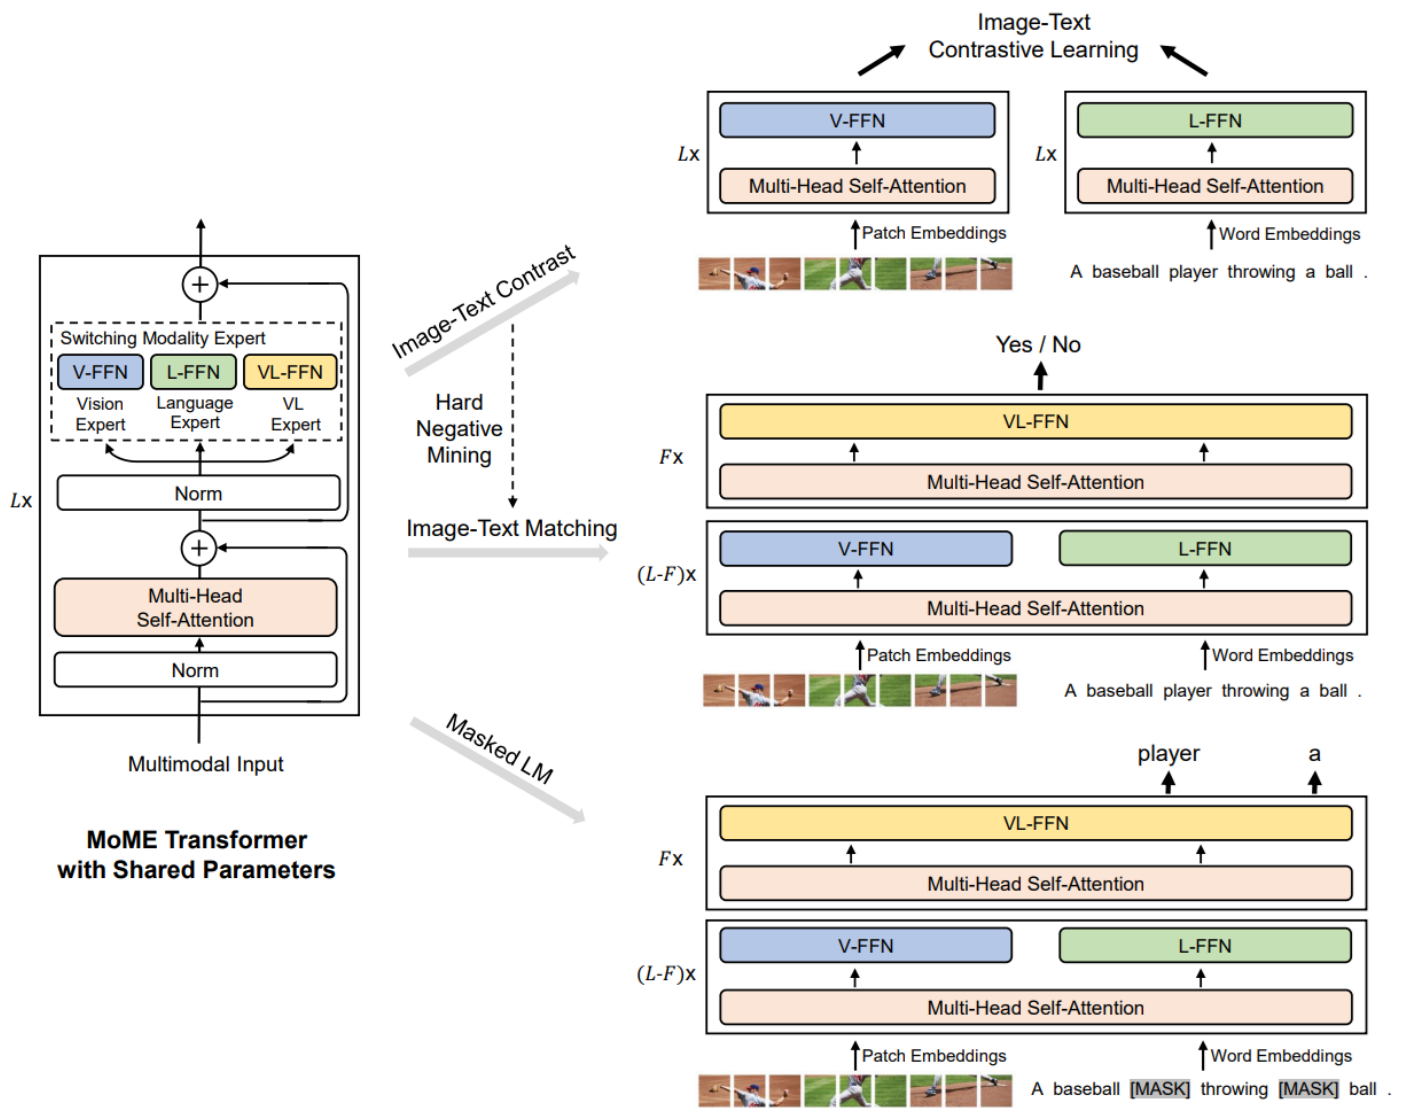 Image-Text
Contrastive Learning
V-FFN
L-FFN
Lx
Lx
Multi-Head Self-Attention
Multi-Head Self-Attention
Patch Embeddings
Word Embeddings
A baseball player throwing a ball .
Switching Modality Expert
V-FFN
L-FFN
VL-FFN
Vision
Expert
Language
Expert
VL
Expert
Norm
Lx
Multi-Head
Self-Attention
Norm
Multimodal Input
MoME Transformer
with Shared Parameters
Image-Text Contrast
Hard
Negative
Mining
Image-Text Matching
Masked LM
Yes / No
VL-FFN
Fx
Multi-Head Self-Attention
V-FFN
L-FFN
(L-F)x
Multi-Head Self-Attention
Patch Embeddings
Word Embeddings
A baseball player throwing a ball .
player
a
VL-FFN
Fx
Multi-Head Self-Attention
V-FFN
L-FFN
(L-F)x
Multi-Head Self-Attention
Patch Embeddings
Word Embeddings
A baseball [MASK] throwing [MASK] ball .